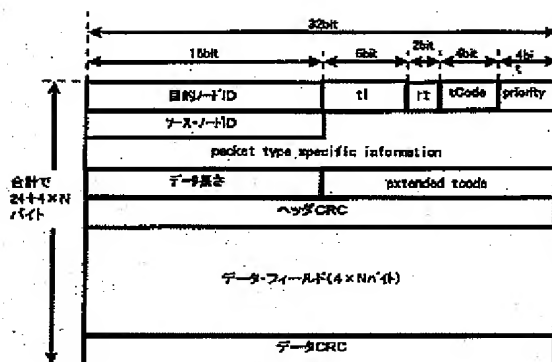 32bit
16bit
6bit
2bit
4bit
4bi
t
目的ノードID
tl
rt
tCode
priority
ソース・ノードID
packet type specific information
データ長さ
extended tcode
ヘッダCRC
データ・フィールド(4×Nバイト)
データCRC
合計で
24+4×N
バイト